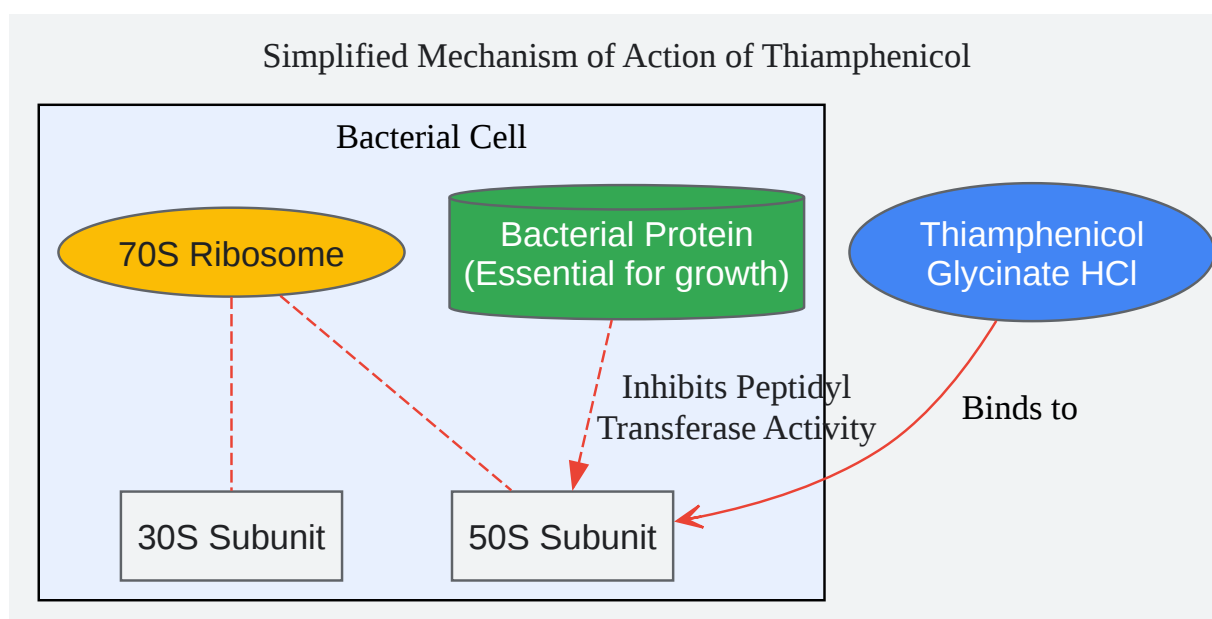 Simplified Mechanism of Action of Thiamphenicol
Bacterial Cell
70S Ribosome
Bacterial Protein
(Essential for growth)
Thiamphenicol
Glycinate HCl
Inhibits Peptidyl
Transferase Activity
Binds to
30S Subunit
50S Subunit